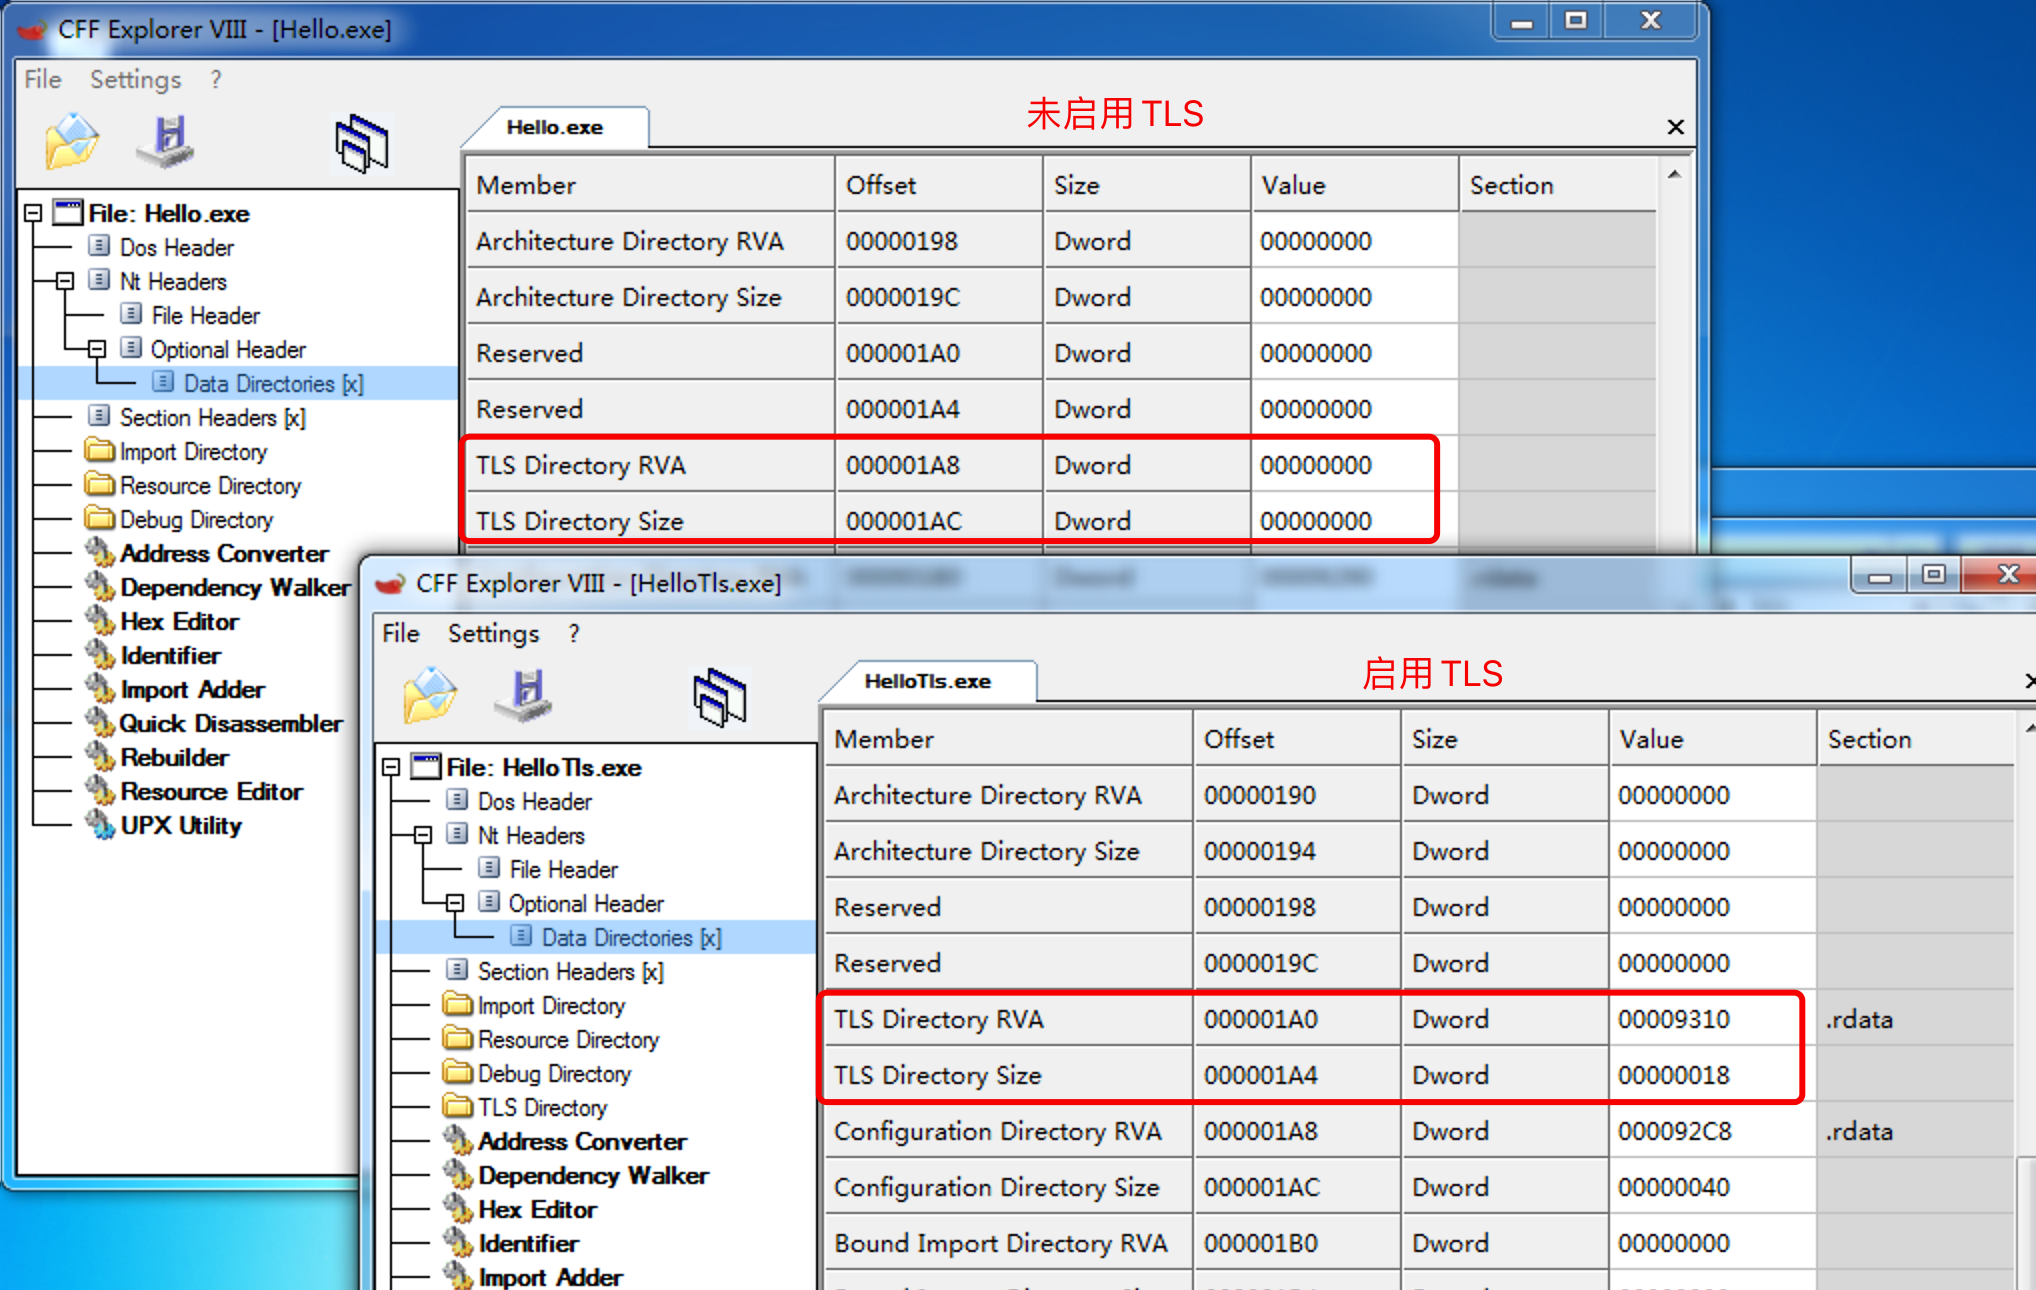 CFF Explorer VIII - [Hello.exe]
File Settings ?
Hello.exe
未启用 TLS
Member Offset Size Value Section
Architecture Directory RVA 00000198 Dword 00000000
Architecture Directory Size 0000019C Dword 00000000
Reserved 000001A0 Dword 00000000
Reserved 000001A4 Dword 00000000
TLS Directory RVA 000001A8 Dword 00000000
TLS Directory Size 000001AC Dword 00000000
File: Hello.exe
Dos Header
Nt Headers
File Header
Optional Header
Data Directories [x]
Section Headers [x]
Import Directory
Resource Directory
Debug Directory
Address Converter
Dependency Walker
Hex Editor
Identifier
Import Adder
Quick Disassembler
Rebuilder
Resource Editor
UPX Utility
CFF Explorer VIII - [HelloTls.exe]
File Settings ?
HelloTls.exe
启用 TLS
Member Offset Size Value Section
Architecture Directory RVA 00000190 Dword 00000000
Architecture Directory Size 00000194 Dword 00000000
Reserved 00000198 Dword 00000000
Reserved 0000019C Dword 00000000
TLS Directory RVA 000001A0 Dword 00009310 .rdata
TLS Directory Size 000001A4 Dword 00000018
Configuration Directory RVA 000001A8 Dword 000092C8 .rdata
Configuration Directory Size 000001AC Dword 00000040
Bound Import Directory RVA 000001B0 Dword 00000000
File: HelloTls.exe
Dos Header
Nt Headers
File Header
Optional Header
Data Directories [x]
Section Headers [x]
Import Directory
Resource Directory
Debug Directory
TLS Directory
Address Converter
Dependency Walker
Hex Editor
Identifier
Import Adder